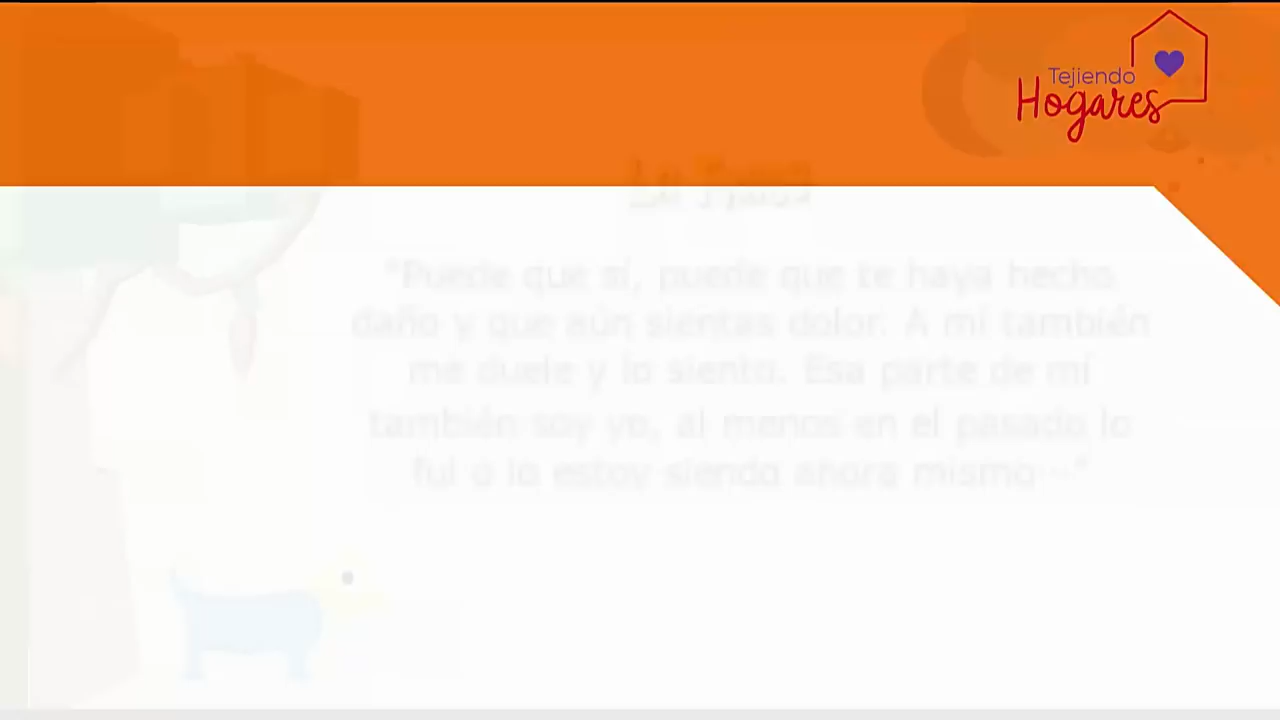 Tejiendo
Hogares
"Puede que sí, puede que te haya hecho
daño y que aún sientas dolor. A mí también
me duele y lo siento. Esa parte de mí
también soy yo, al menos en el pasado lo
fui o lo estoy siendo ahora mismo…"